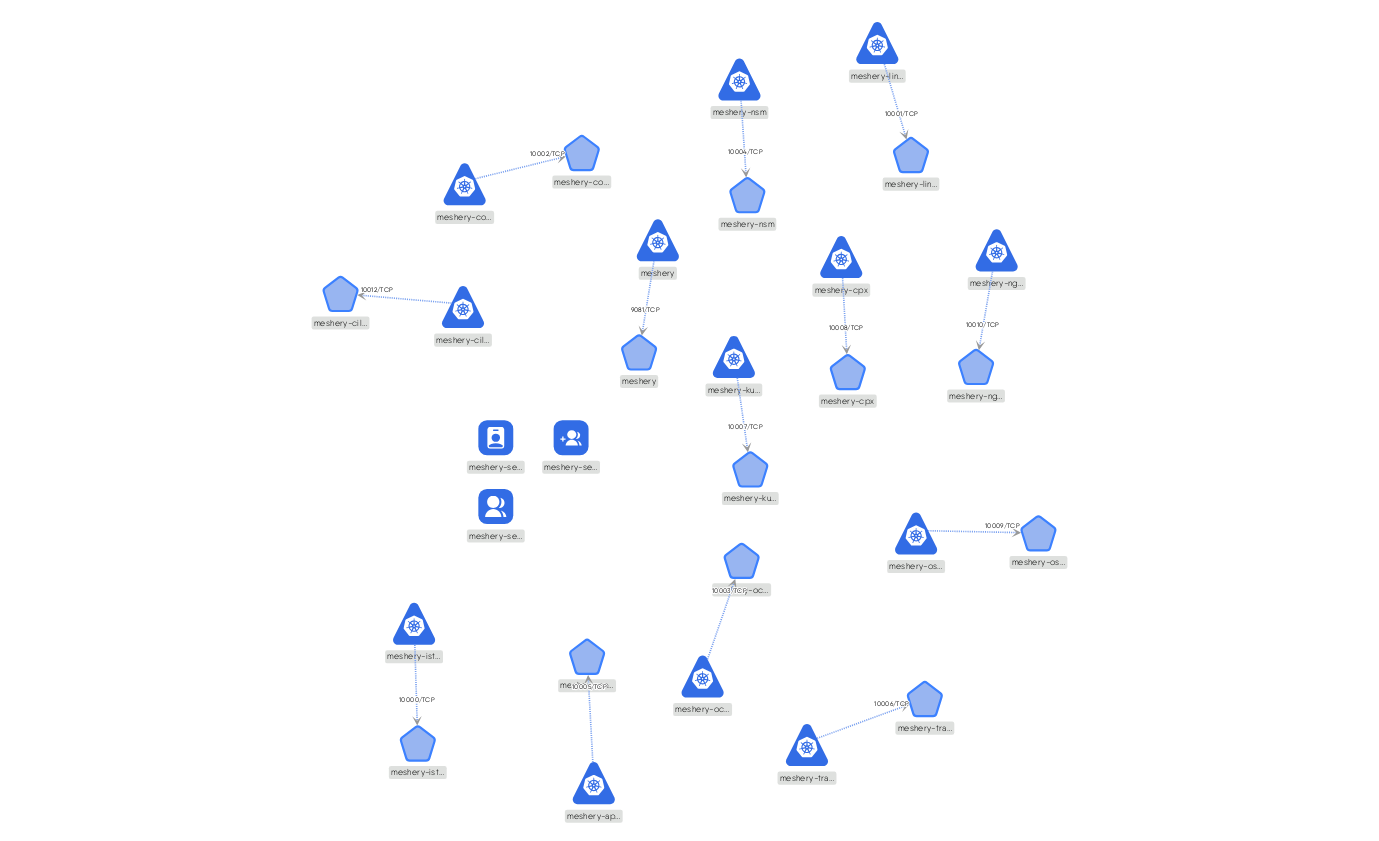 meshery-lin...
10001/TCP
meshery-lin...
meshery-nsm
10004/TCP
meshery-nsm
10002/TCP
meshery-co...
meshery-co...
meshery
9081/TCP
meshery
meshery-cpx
10008/TCP
meshery-cpx
meshery-ng...
10010/TCP
meshery-ng...
10012/TCP
meshery-cil...
meshery-cil...
meshery-ku...
10007/TCP
meshery-ku...
meshery-se...
meshery-se...
meshery-se...
10009/TCP
meshery-os...
meshery-os...
10003/TCP
meshery-oc...
meshery-ist...
10000/TCP
meshery-ist...
10005/TCP
meshery-ap...
10006/TCP
meshery-tra...
meshery-tra...